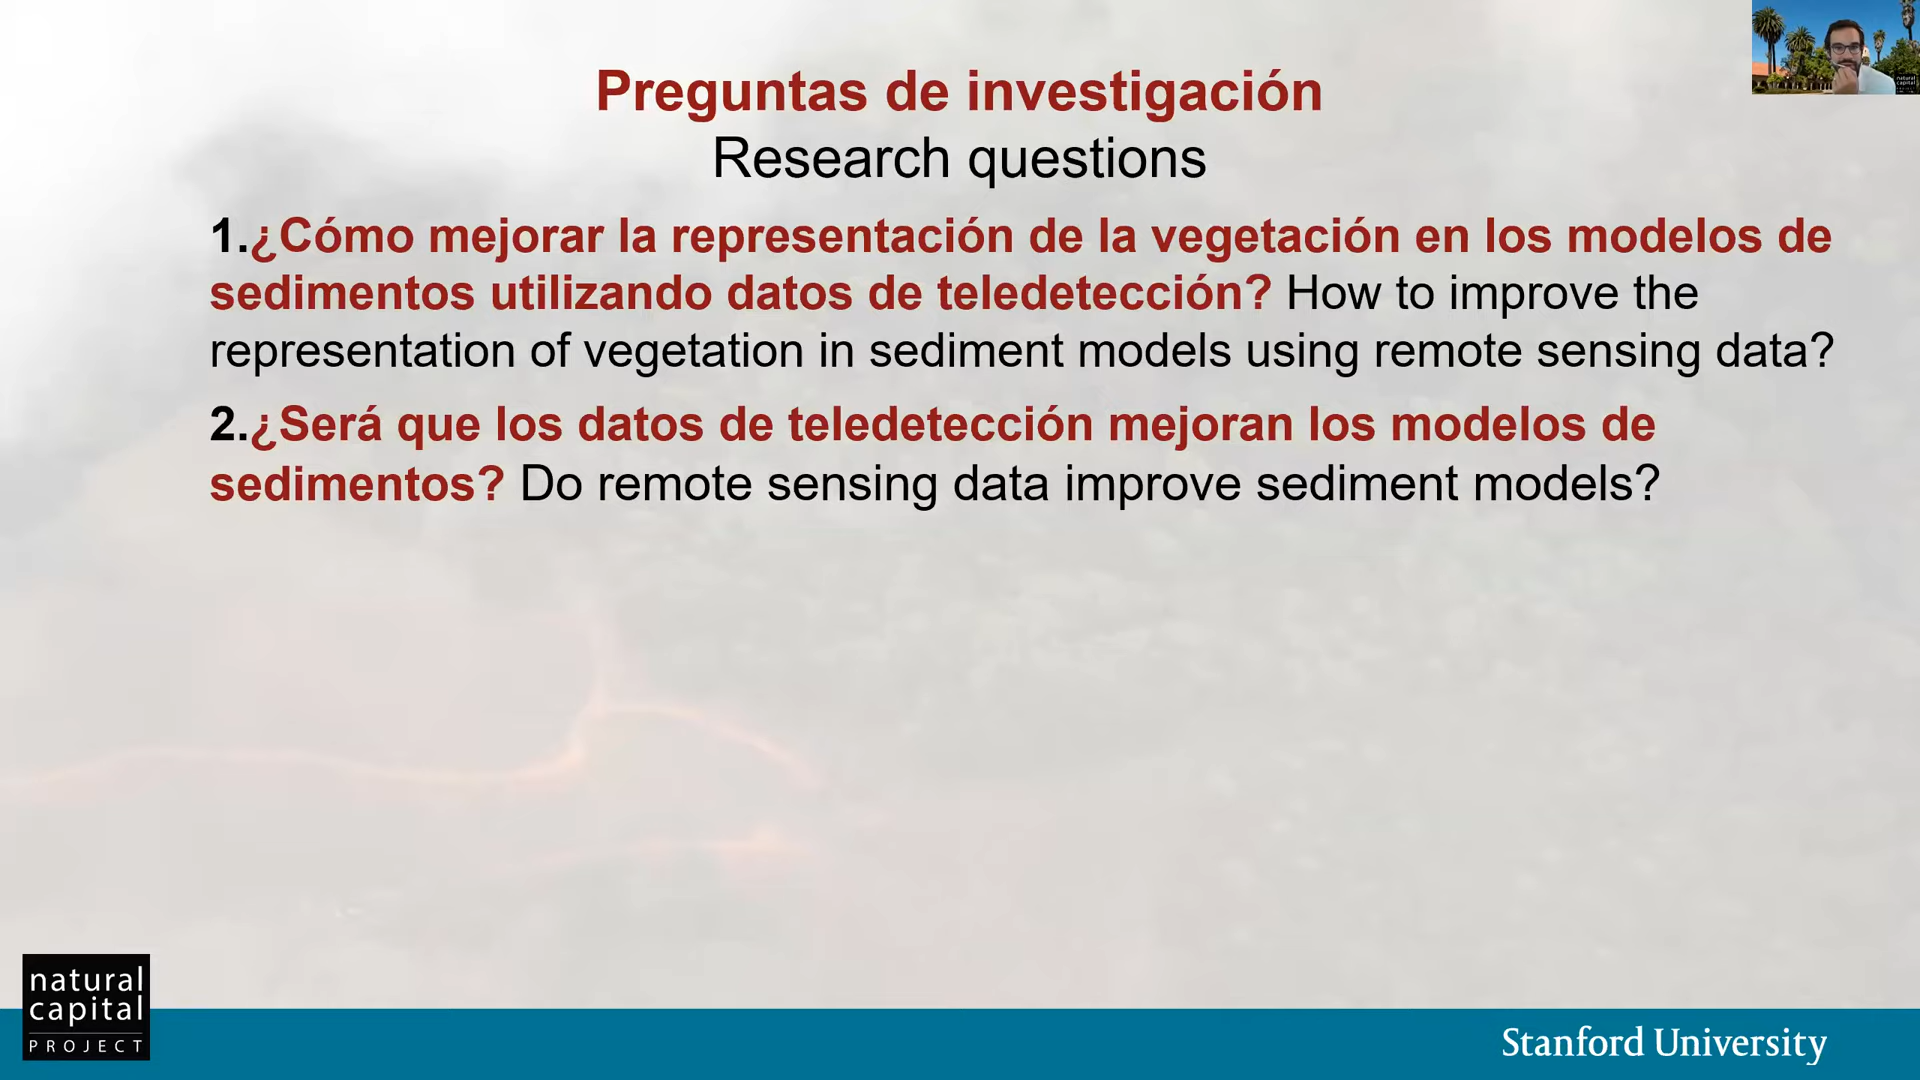 Preguntas de investigación
Research questions
1.¿Cómo mejorar la representación de la vegetación en los modelos de
sedimentos utilizando datos de teledetección? How to improve the
representation of vegetation in sediment models using remote sensing data?
2.¿Será que los datos de teledetección mejoran los modelos de
sedimentos? Do remote sensing data improve sediment models?
natural
capital
PROJECT
Stanford University